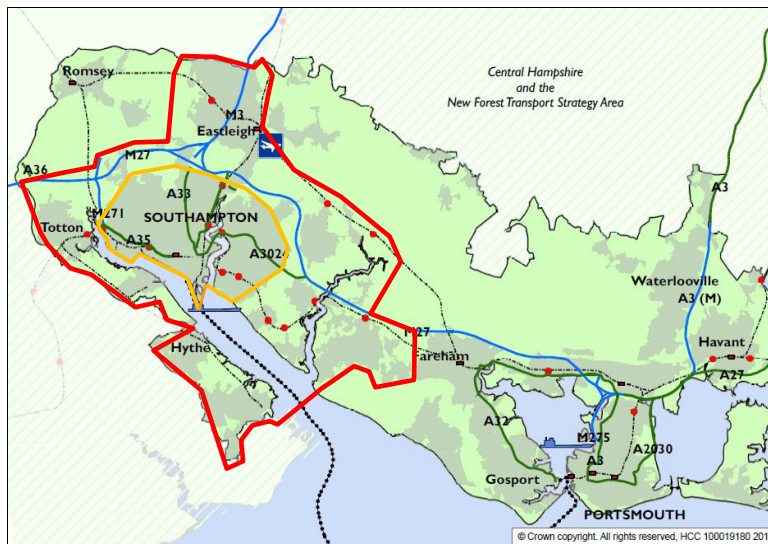 Romsey
Central Hampshire
and the
New Forest Transport Strategy Area
M3
Eastleigh
M27
A36
A3
A33
M271
SOUTHAMPTON
Totton
A35
A302
Waterlooville
A3 (M)
M27
Havant
Hythe
Fareham
A27
A32
M275
A3
A2030
Gosport
PORTSMOUTH
© Crown copyright. All rights reserved, HCC 100019180 201